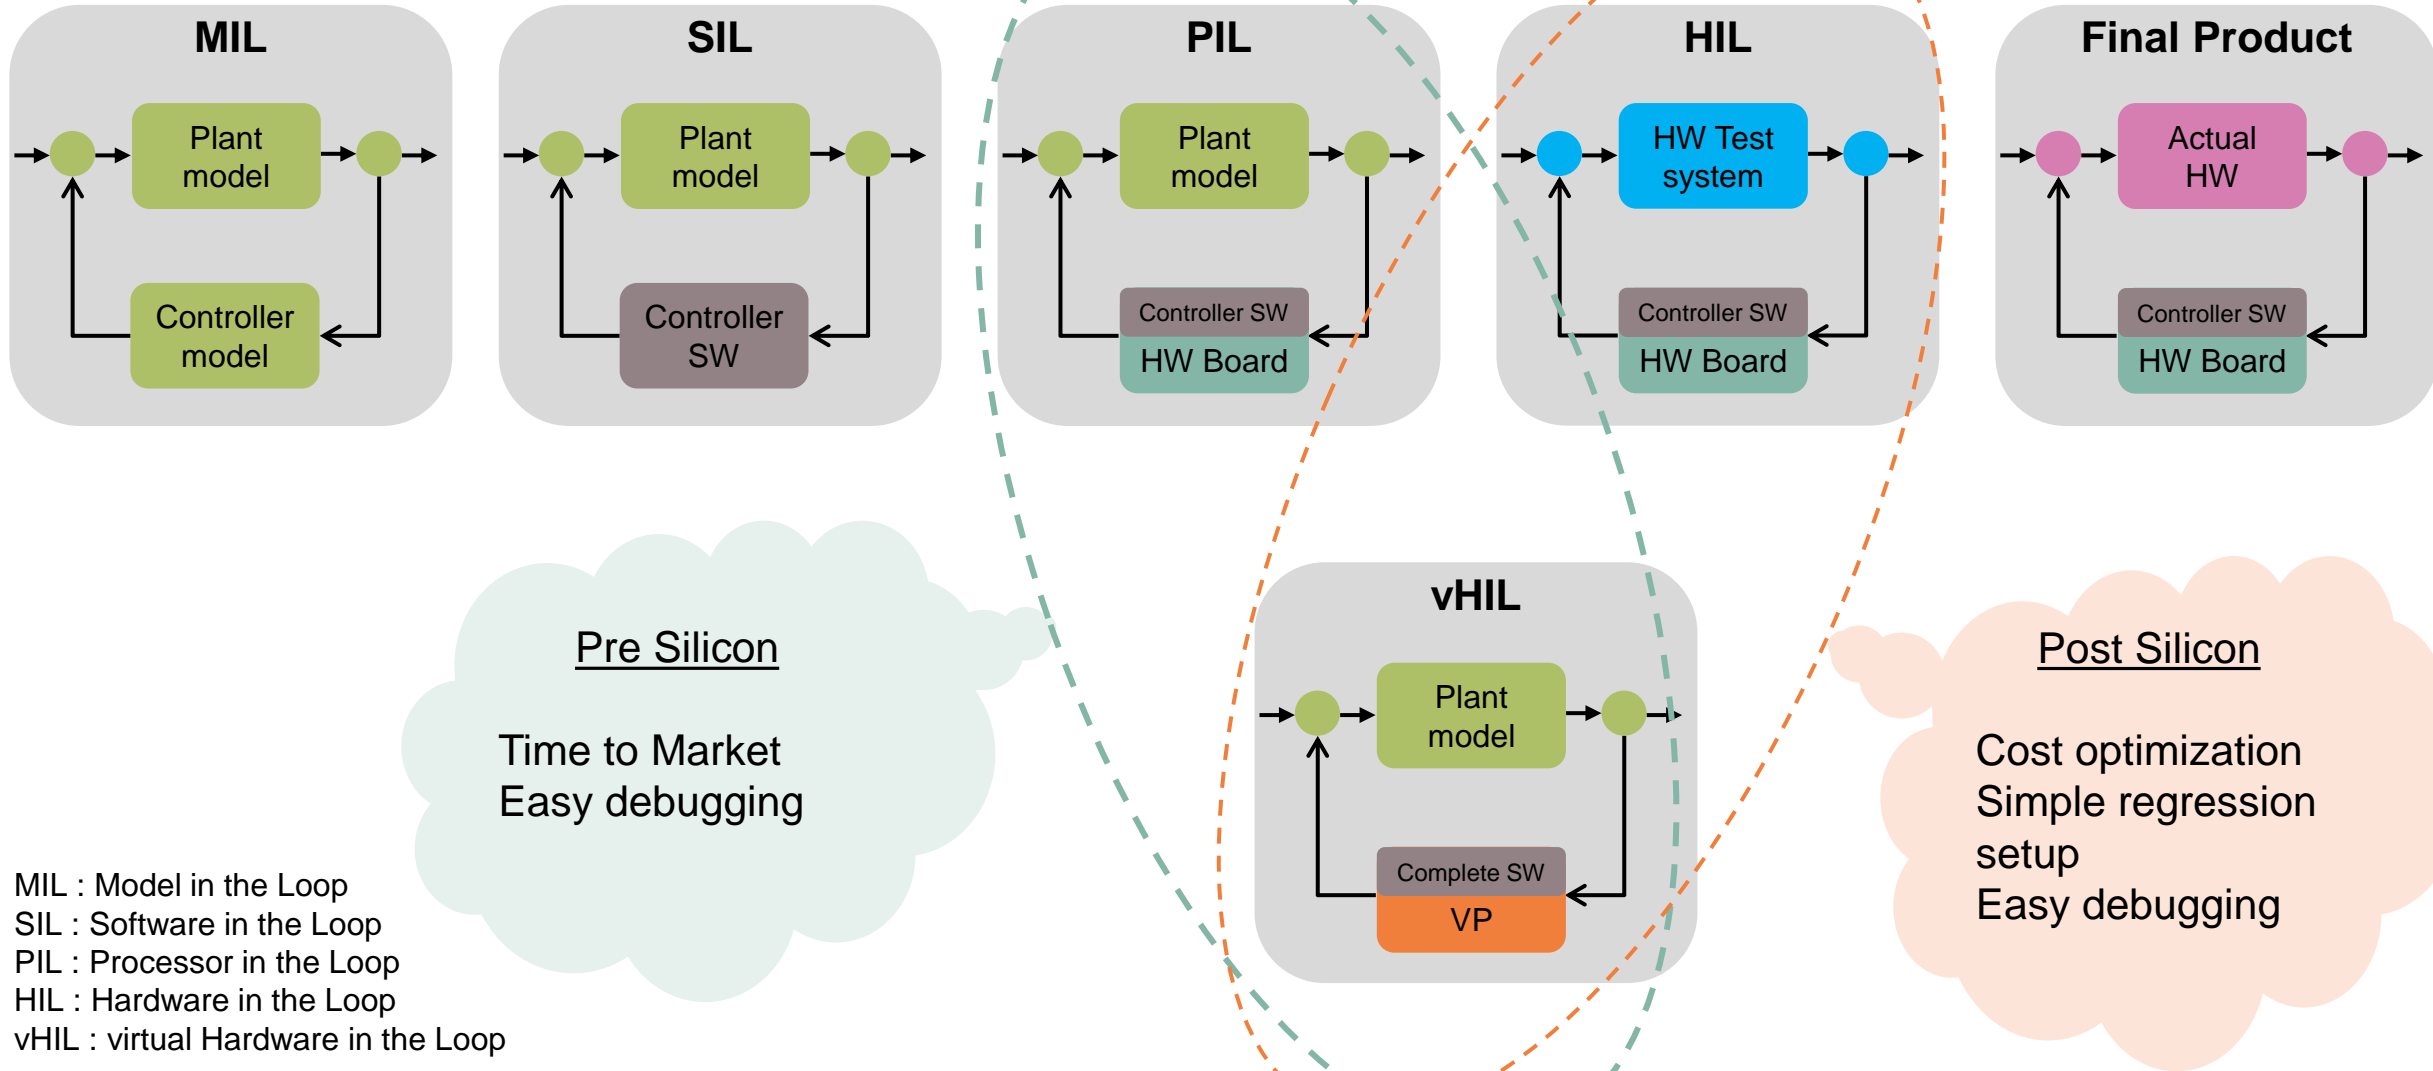 MIL
Plant
model
Controller
model
SIL
Plant
model
Controller
SW
PIL
Plant
model
Controller SW
HW Board
HIL
HW Test
system
Controller SW
HW Board
Final Product
Actual
HW
Controller SW
HW Board
Pre Silicon
Time to Market
Easy debugging
vHIL
Plant
model
Complete SW
VP
Post Silicon
Cost optimization
Simple regression
setup
Easy debugging
MIL : Model in the Loop
SIL : Software in the Loop
PIL : Processor in the Loop
HIL : Hardware in the Loop
vHIL : virtual Hardware in the Loop